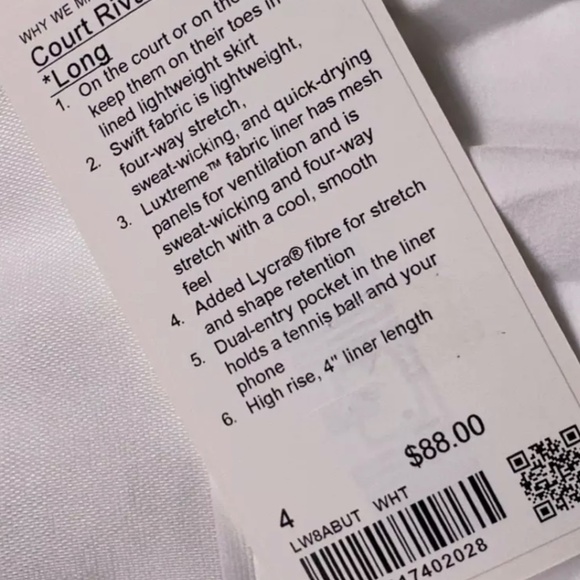 WHY WE
Court
*Long
1. On the court or on the
keep them on their toes in
lined lightweight skirt
2. Swift fabric is lightweight,
four-way stretch,
sweat-wicking, and quick-drying
3. Luxtreme™ fabric liner has mesh
panels for ventilation and is
sweat-wicking and four-way
stretch with a cool, smooth
feel
4. Added Lycra® fibre for stretch
and shape retention
5. Dual-entry pocket in the liner
holds a tennis ball and your
phone
6. High rise, 4" liner length
$88.00
4
LW8ABUT WHT
7402028